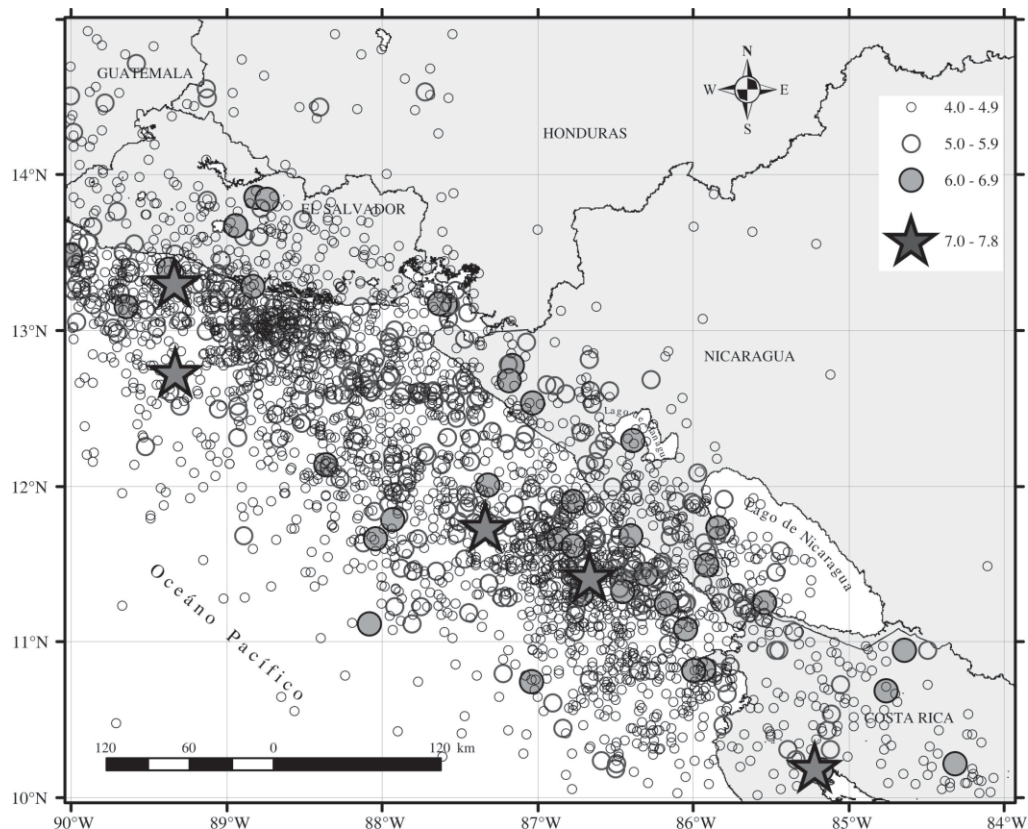 GUATEMALA
HONDURAS
EL SALVADOR
NICARAGUA
COSTA RICA
N
W
E
S
4.0 - 4.9
5.0 - 5.9
6.0 - 6.9
7.0 - 7.8
Lago de
Lago de Nicaragua
Océano Pacífico
120
60
0
120 km
14°N
13°N
12°N
11°N
10°N
90°W
89°W
88°W
87°W
86°W
85°W
84°W